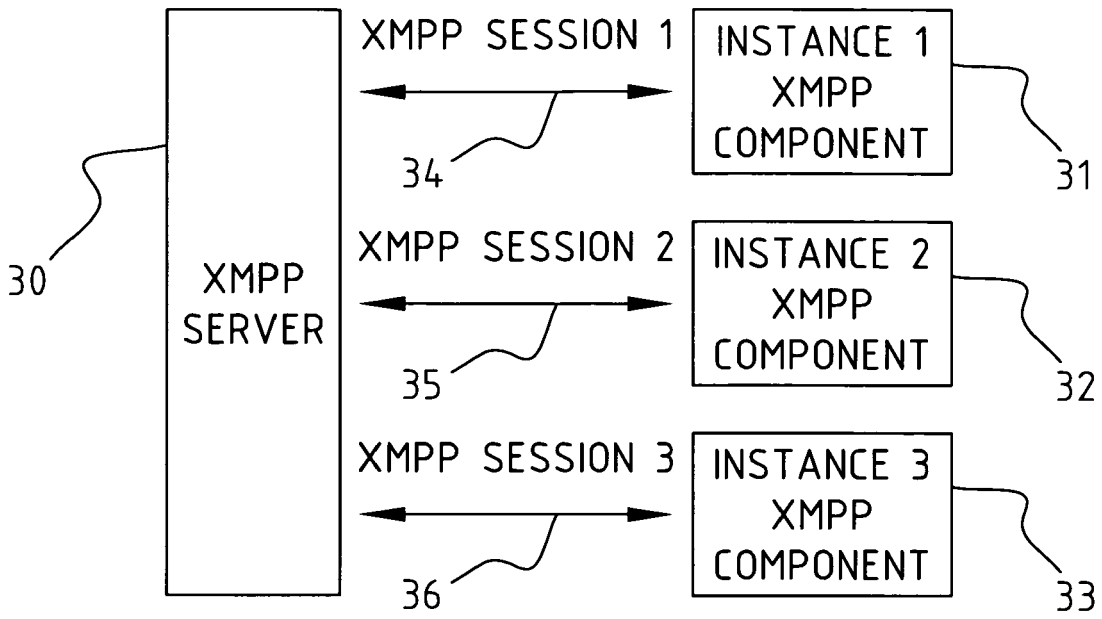 XMPP SESSION 1
INSTANCE 1
XMPP
COMPONENT
34
31
30
XMPP
SERVER
XMPP SESSION 2
INSTANCE 2
XMPP
COMPONENT
35
32
XMPP SESSION 3
INSTANCE 3
XMPP
COMPONENT
36
33